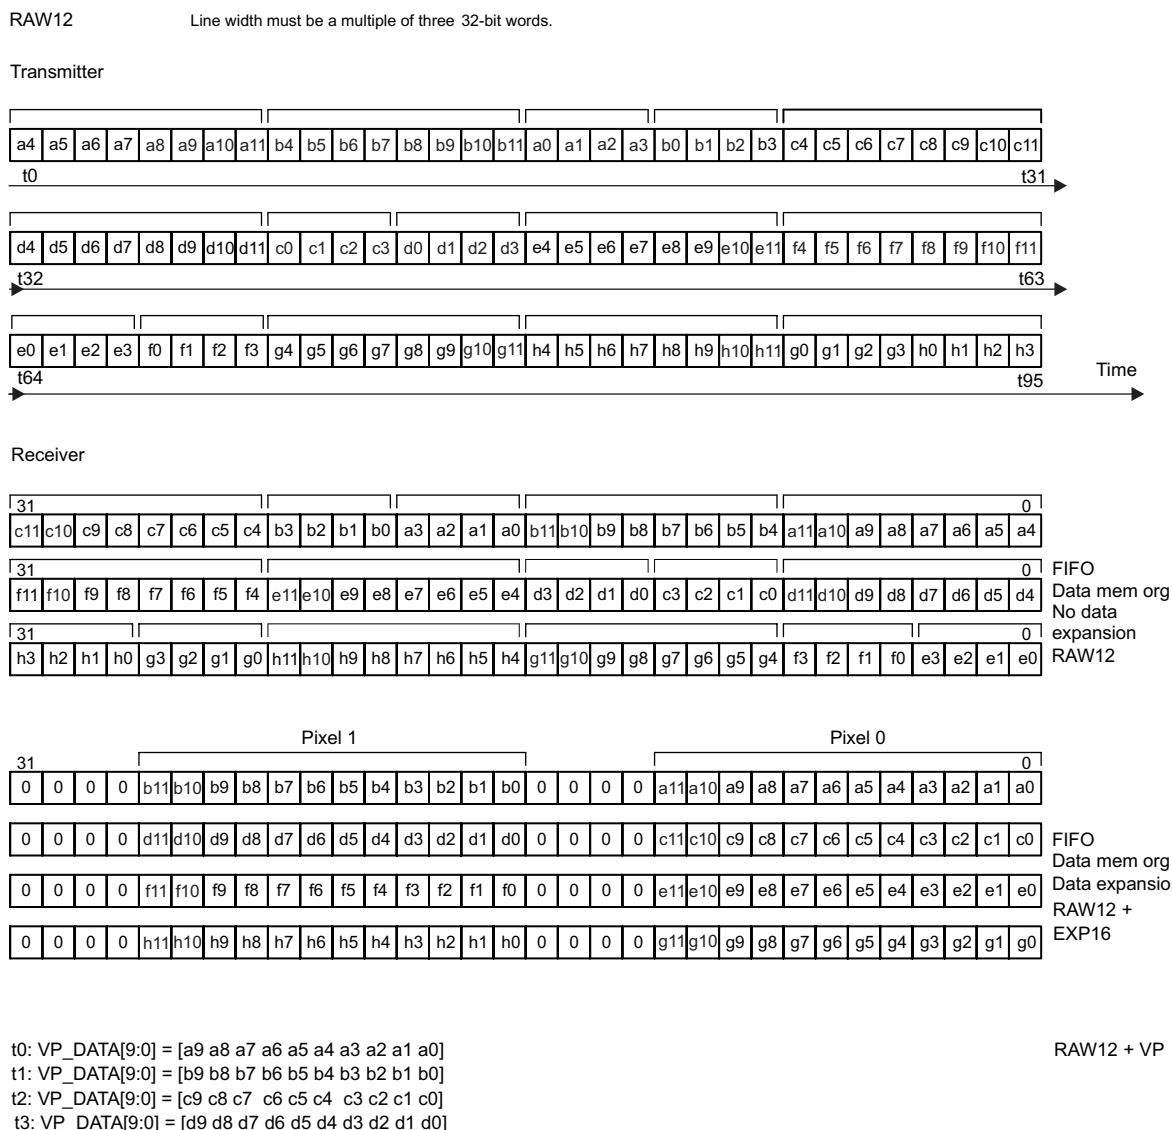 RAW12 Line width must be a multiple of three 32-bit words.
Transmitter
a4 a5 a6 a7 a8 a9 a10 a11 b4 b5 b6 b7 b8 b9 b10 b11 a0 a1 a2 a3 b0 b1 b2 b3 c4 c5 c6 c7 c8 c9 c10 c11
t0 t31
d4 d5 d6 d7 d8 d9 d10 d11 c0 c1 c2 c3 d0 d1 d2 d3 e4 e5 e6 e7 e8 e9 e10 e11 f4 f5 f6 f7 f8 f9 f10 f11
t32 t63
e0 e1 e2 e3 f0 f1 f2 f3 g4 g5 g6 g7 g8 g9 g10 g11 h4 h5 h6 h7 h8 h9 h10 h11 g0 g1 g2 g3 h0 h1 h2 h3
t64 t95 Time
Receiver
31 0
c11 c10 c9 c8 c7 c6 c5 c4 b3 b2 b1 b0 a3 a2 a1 a0 b11 b10 b9 b8 b7 b6 b5 b4 a11 a10 a9 a8 a7 a6 a5 a4
31 0 FIFO
f11 f10 f9 f8 f7 f6 f5 f4 e11 e10 e9 e8 e7 e6 e5 e4 d3 d2 d1 d0 c3 c2 c1 c0 d11 d10 d9 d8 d7 d6 d5 d4 Data mem org
No data
31 0 expansion
h3 h2 h1 h0 g3 g2 g1 g0 h11 h10 h9 h8 h7 h6 h5 h4 g11 g10 g9 g8 g7 g6 g5 g4 f3 f2 f1 f0 e3 e2 e1 e0 RAW12
Pixel 1 Pixel 0
31 0
0 0 0 0 b11 b10 b9 b8 b7 b6 b5 b4 b3 b2 b1 b0 0 0 0 0 a11 a10 a9 a8 a7 a6 a5 a4 a3 a2 a1 a0
0 0 0 0 d11 d10 d9 d8 d7 d6 d5 d4 d3 d2 d1 d0 0 0 0 0 c11 c10 c9 c8 c7 c6 c5 c4 c3 c2 c1 c0 FIFO
Data mem org
0 0 0 0 f11 f10 f9 f8 f7 f6 f5 f4 f3 f2 f1 f0 0 0 0 0 e11 e10 e9 e8 e7 e6 e5 e4 e3 e2 e1 e0 Data expansio
RAW12 +
0 0 0 0 h11 h10 h9 h8 h7 h6 h5 h4 h3 h2 h1 h0 0 0 0 0 g11 g10 g9 g8 g7 g6 g5 g4 g3 g2 g1 g0 EXP16
t0: VP_DATA[9:0] = [a9 a8 a7 a6 a5 a4 a3 a2 a1 a0] RAW12 + VP
t1: VP_DATA[9:0] = [b9 b8 b7 b6 b5 b4 b3 b2 b1 b0]
t2: VP_DATA[9:0] = [c9 c8 c7 c6 c5 c4 c3 c2 c1 c0]
t3: VP_DATA[9:0] = [d9 d8 d7 d6 d5 d4 d3 d2 d1 d0]